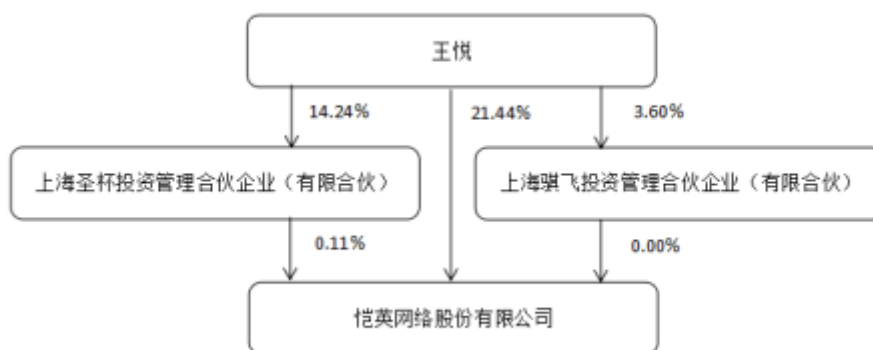 王悦
14.24%
21.44%
3.60%
上海圣杯投资管理合伙企业（有限合伙）
上海骐飞投资管理合伙企业（有限合伙）
0.11%
0.00%
恺英网络股份有限公司